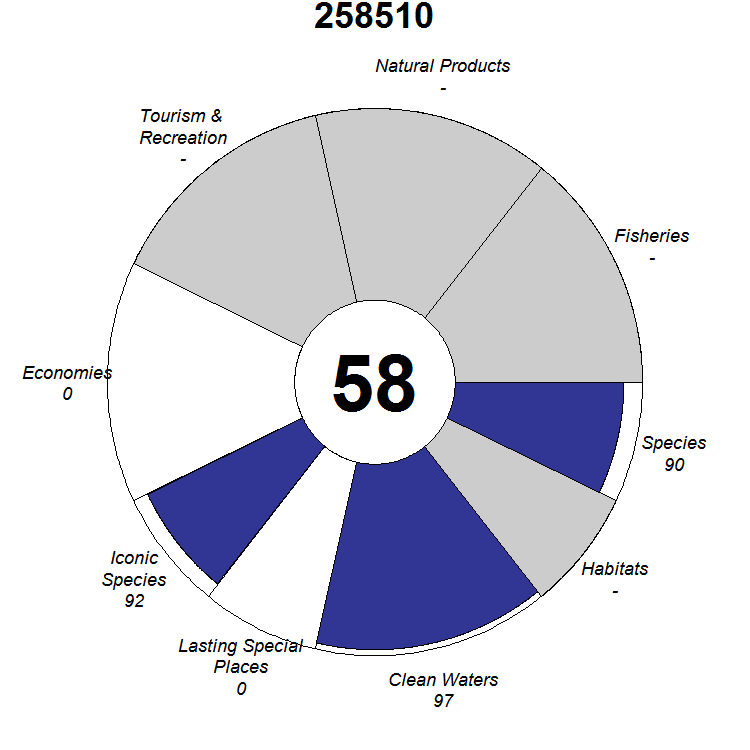 258510
Natural Products
-
Tourism &
Recreation
-
Fisheries
-
Economies
0
58
Species
90
Iconic
Species
92
Habitats
-
Lasting Special
Places
0
Clean Waters
97